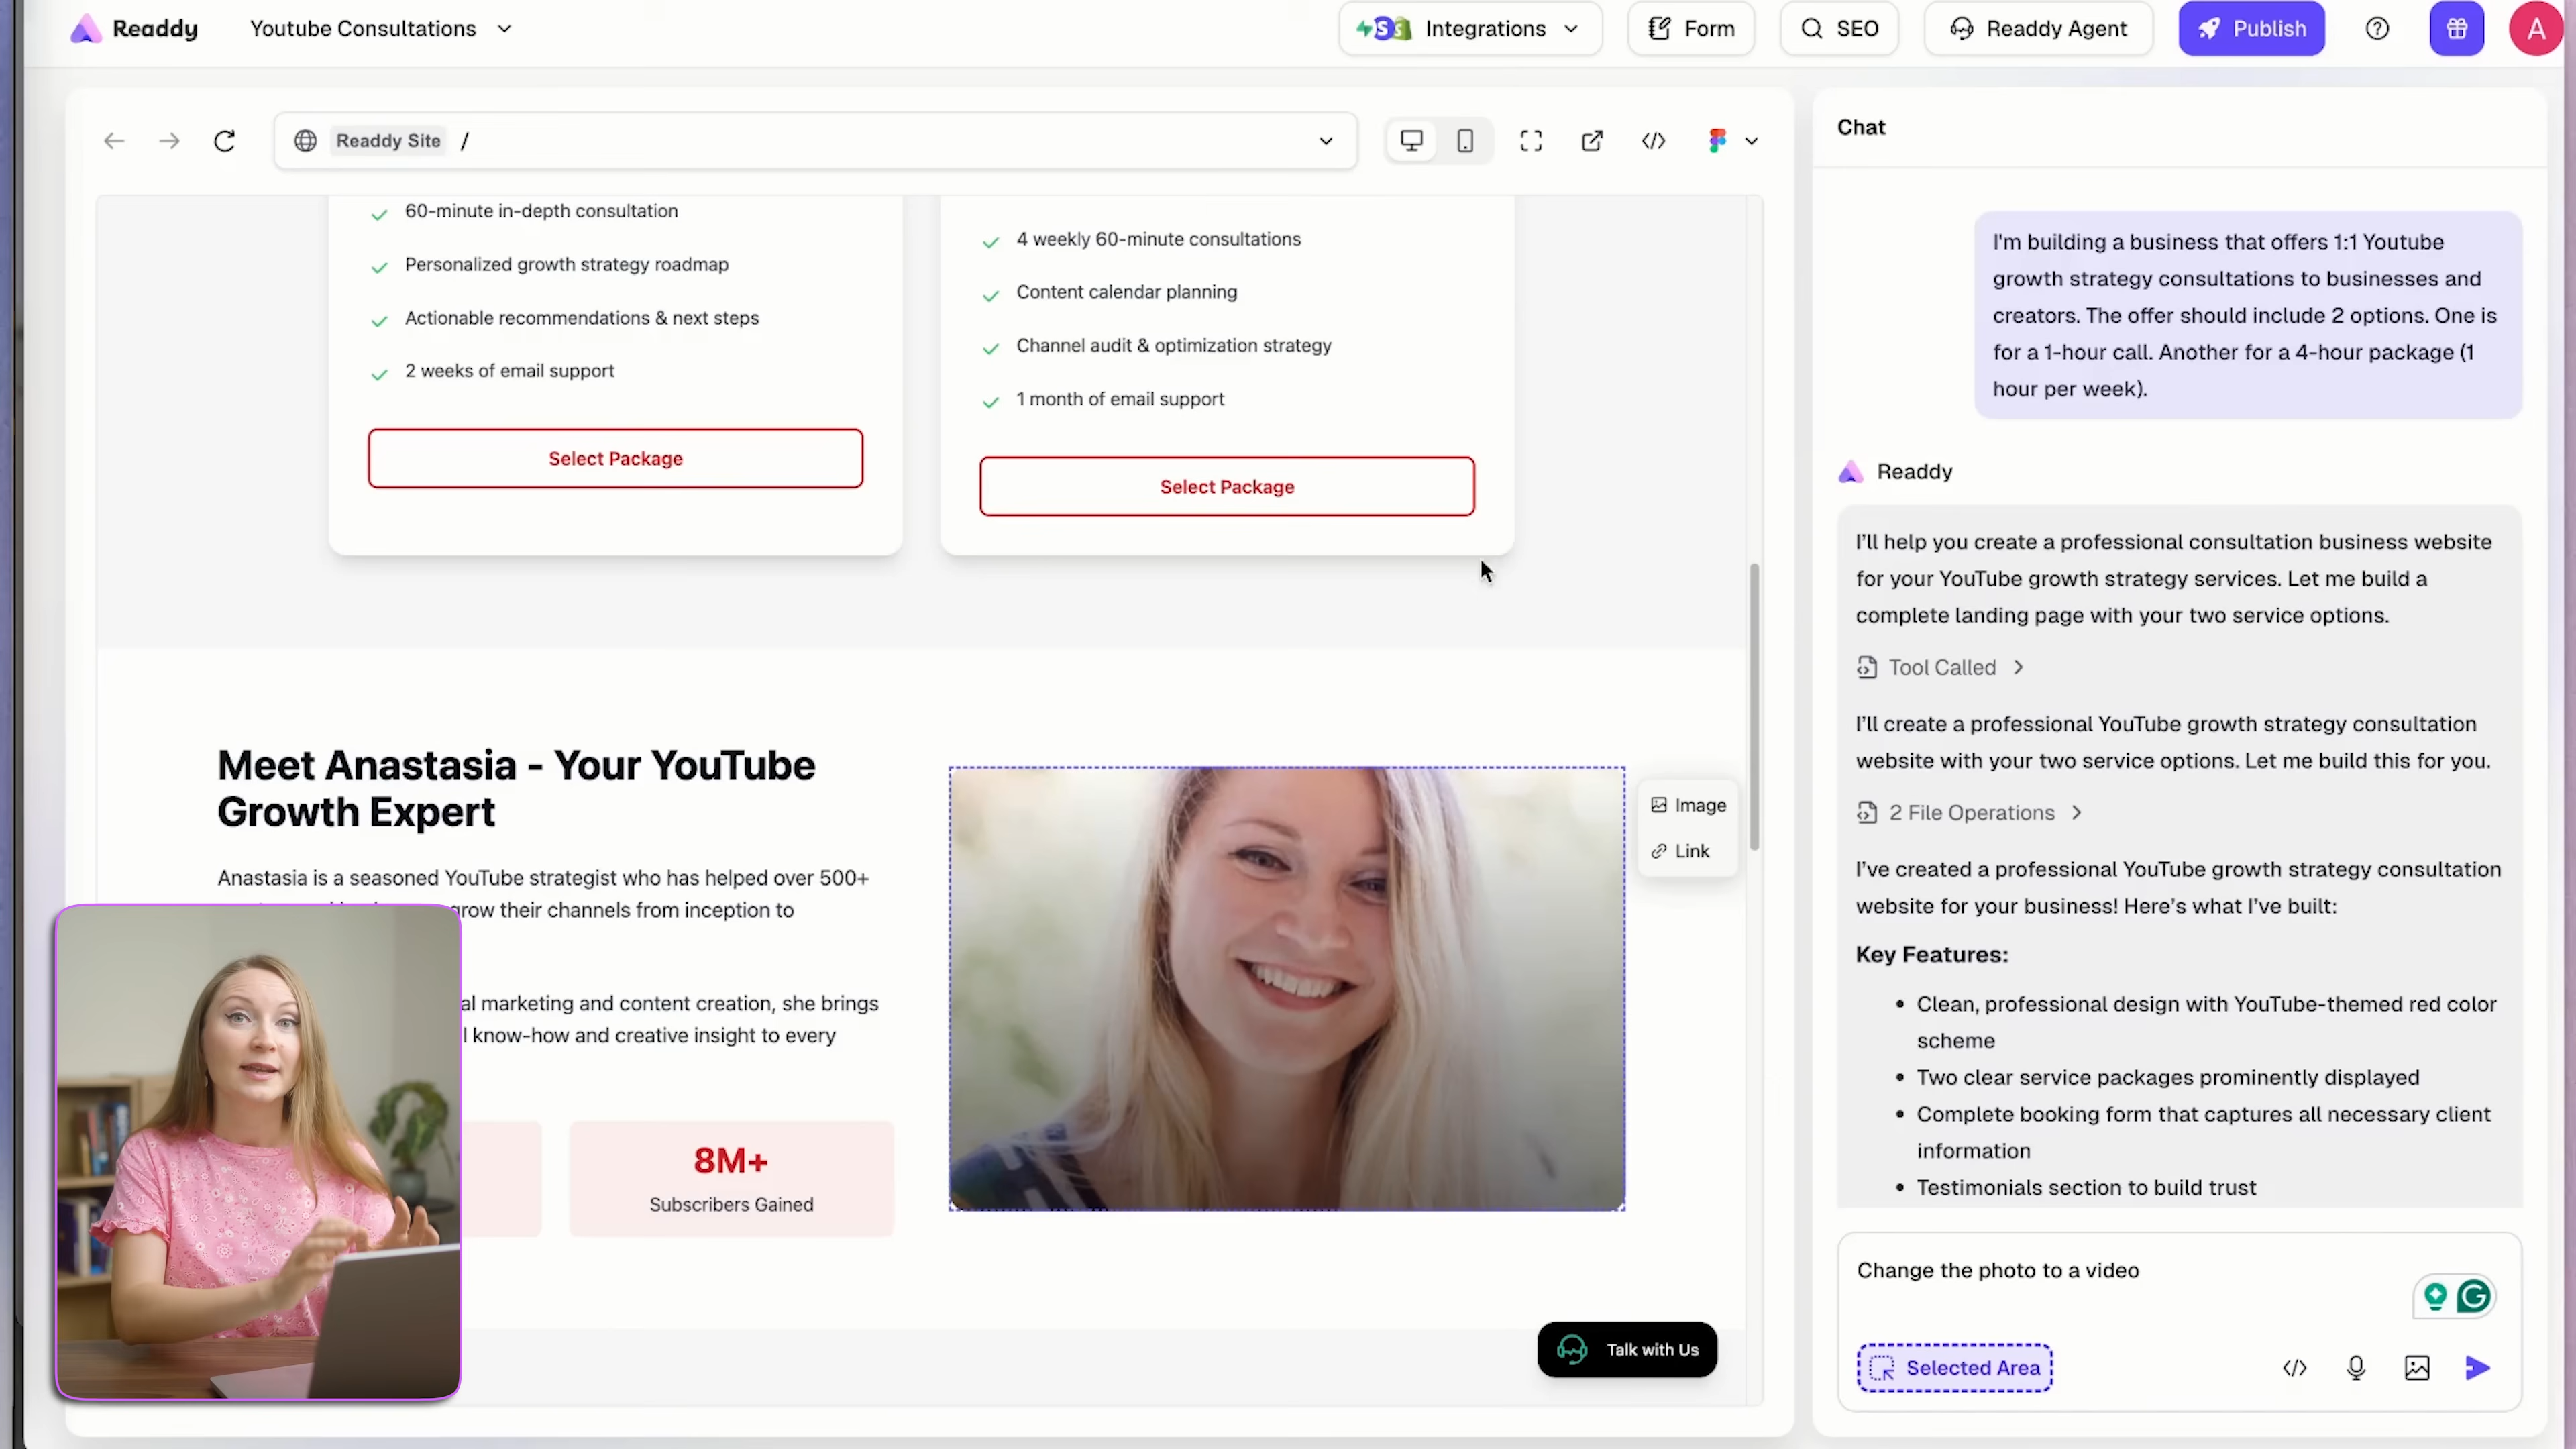 Readdy
Youtube Consultations
Integrations
Form
SEO
Readdy Agent
Publish
A
Readdy Site /
60-minute in-depth consultation
Personalized growth strategy roadmap
Actionable recommendations & next steps
2 weeks of email support
Select Package
4 weekly 60-minute consultations
Content calendar planning
Channel audit & optimization strategy
1 month of email support
Select Package
Meet Anastasia - Your YouTube
Growth Expert
Anastasia is a seasoned YouTube strategist who has helped over 500+
grow their channels from inception to
marketing and content creation, she brings
know-how and creative insight to every
8M+
Subscribers Gained
Image
Link
Talk with Us
Chat
I'm building a business that offers 1:1 Youtube
growth strategy consultations to businesses and
creators. The offer should include 2 options. One is
for a 1-hour call. Another for a 4-hour package (1
hour per week).
Readdy
I'll help you create a professional consultation business website
for your YouTube growth strategy services. Let me build a
complete landing page with your two service options.
Tool Called
I'll create a professional YouTube growth strategy consultation
website with your two service options. Let me build this for you.
2 File Operations
I've created a professional YouTube growth strategy consultation
website for your business! Here's what I've built:
Key Features:
• Clean, professional design with YouTube-themed red color
scheme
• Two clear service packages prominently displayed
• Complete booking form that captures all necessary client
information
• Testimonials section to build trust
Change the photo to a video
Selected Area